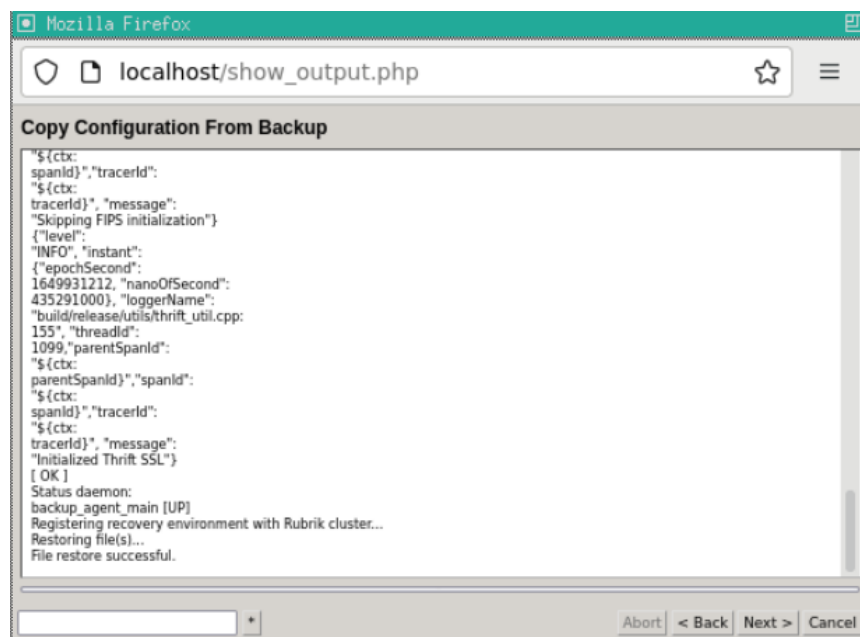 Mozilla Firefox
localhost/show_output.php
Copy Configuration From Backup
"${ctx:
spanId}","tracerId":
"${ctx:
tracerId}", "message":
"Skipping FIPS initialization"}
{"level":
"INFO", "instant":
{"epochSecond":
1649931212, "nanoOfSecond":
435291000}, "loggerName":
"build/release/utils/thrift_util.cpp:
155", "threadId":
1099,"parentSpanId":
"${ctx:
parentSpanId}","spanId":
"${ctx:
spanId}","tracerId":
"${ctx:
tracerId}", "message":
"Initialized Thrift SSL"}
[ OK ]
Status daemon:
backup_agent_main [UP]
Registering recovery environment with Rubrik cluster...
Restoring file(s)...
File restore successful.
* Abort < Back Next > Cancel